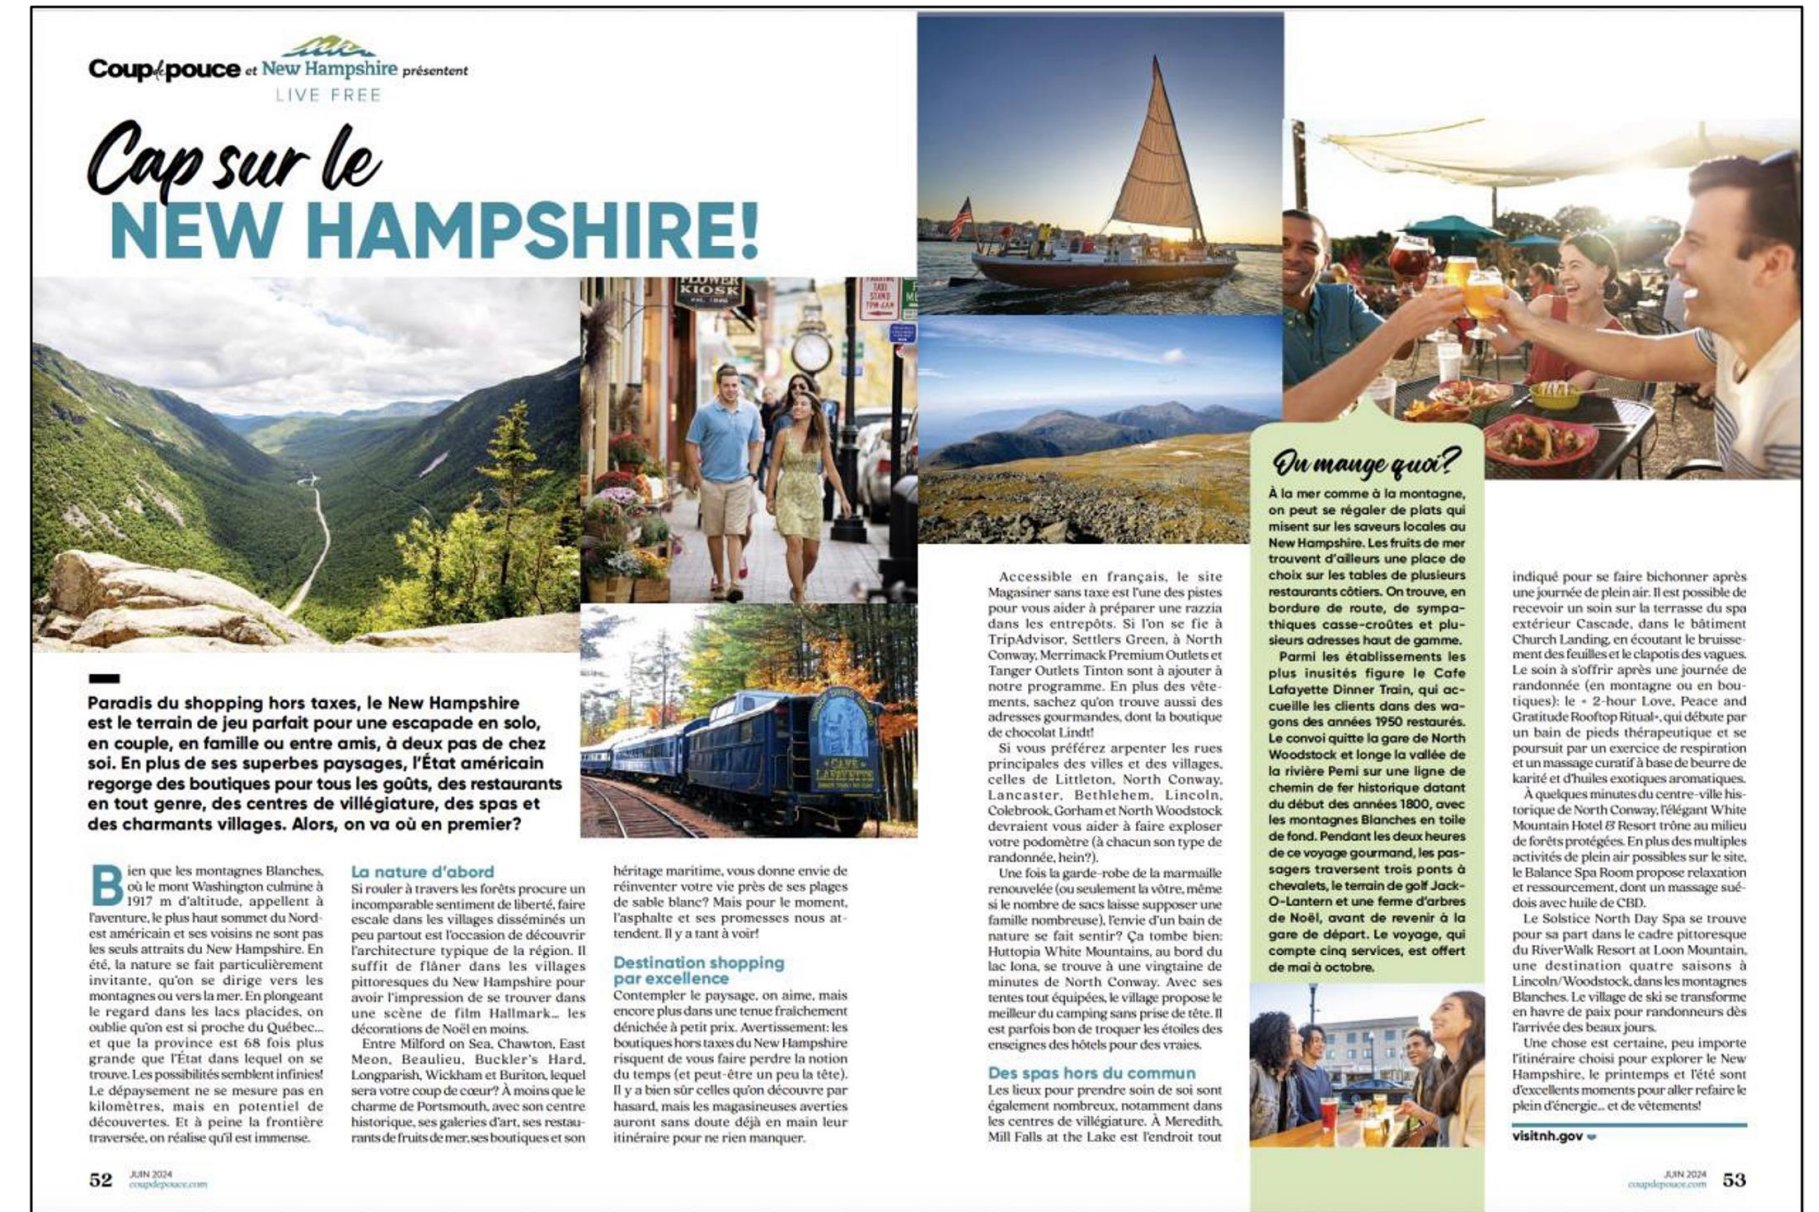 Coup de pouce et New Hampshire présentent
LIVE FREE
Cap sur le
NEW HAMPSHIRE!
FLOWER
KIOSK
TAXI
STAND
7PM-2AM
CAFE
LAFAYETTE
Paradis du shopping hors taxes, le New Hampshire
est le terrain de jeu parfait pour une escapade en solo,
en couple, en famille ou entre amis, à deux pas de chez
soi. En plus de ses superbes paysages, l'État américain
regorge des boutiques pour tous les goûts, des restaurants
en tout genre, des centres de villégiature, des spas et
des charmants villages. Alors, on va où en premier?
Bien que les montagnes Blanches,
où le mont Washington culmine à
1917 m d'altitude, appellent à
l'aventure, le plus haut sommet du Nord-
est américain et ses voisins ne sont pas
les seuls attraits du New Hampshire. En
été, la nature se fait particulièrement
invitante, qu'on se dirige vers les
montagnes ou vers la mer. En plongeant
le regard dans les lacs placides, on
oublie qu'on est si proche du Québec...
et que la province est 68 fois plus
grande que l'État dans lequel on se
trouve. Les possibilités semblent infinies!
Le dépaysement ne se mesure pas en
kilomètres, mais en potentiel de
découvertes. Et à peine la frontière
traversée, on réalise qu'il est immense.
La nature d'abord
Si rouler à travers les forêts procure un
incomparable sentiment de liberté, faire
escale dans les villages disséminés un
peu partout est l'occasion de découvrir
l'architecture typique de la région. Il
suffit de flâner dans les villages
pittoresques du New Hampshire pour
avoir l'impression de se trouver dans
une scène de film Hallmark... les
décorations de Noël en moins.
Entre Milford on Sea, Chawton, East
Meon, Beaulieu, Buckler's Hard,
Longparish, Wickham et Buriton, lequel
sera votre coup de cœur? À moins que le
charme de Portsmouth, avec son centre
historique, ses galeries d'art, ses restau-
rants de fruits de mer, ses boutiques et son
héritage maritime, vous donne envie de
réinventer votre vie près de ses plages
de sable blanc? Mais pour le moment,
l'asphalte et ses promesses nous at-
tendent. Il y a tant à voir!
Destination shopping
par excellence
Contempler le paysage, on aime, mais
encore plus dans une tenue fraîchement
dénichée à petit prix. Avertissement: les
boutiques hors taxes du New Hampshire
risquent de vous faire perdre la notion
du temps (et peut-être un peu la tête).
Il y a bien sûr celles qu'on découvre par
hasard, mais les magasineuses averties
auront sans doute déjà en main leur
itinéraire pour ne rien manquer.
52 JUIN 2024
coupdepouce.com
Accessible en français, le site
Magasiner sans taxe est l'une des pistes
pour vous aider à préparer une razzia
dans les entrepôts. Si l'on se fie à
TripAdvisor, Settlers Green, à North
Conway, Merrimack Premium Outlets et
Tanger Outlets Tinton sont à ajouter à
notre programme. En plus des vête-
ments, sachez qu'on trouve aussi des
adresses gourmandes, dont la boutique
de chocolat Lindt!
Si vous préférez arpenter les rues
principales des villes et des villages,
celles de Littleton, North Conway,
Lancaster, Bethlehem, Lincoln,
Colebrook, Gorham et North Woodstock
devraient vous aider à faire exploser
votre podomètre (à chacun son type de
randonnée, hein?).
Une fois la garde-robe de la marmaille
renouvelée (ou seulement la vôtre, même
si le nombre de sacs laisse supposer une
famille nombreuse), l'envie d'un bain de
nature se fait sentir? Ça tombe bien:
Huttopia White Mountains, au bord du
lac Iona, se trouve à une vingtaine de
minutes de North Conway. Avec ses
tentes tout équipées, le village propose le
meilleur du camping sans prise de tête. Il
est parfois bon de troquer les étoiles des
enseignes des hôtels pour des vraies.
Des spas hors du commun
Les lieux pour prendre soin de soi sont
également nombreux, notamment dans
les centres de villégiature. À Meredith,
Mill Falls at the Lake est l'endroit tout
On mange quoi?
À la mer comme à la montagne,
on peut se régaler de plats qui
misent sur les saveurs locales au
New Hampshire. Les fruits de mer
trouvent d'ailleurs une place de
choix sur les tables de plusieurs
restaurants côtiers. On trouve, en
bordure de route, de sympa-
thiques casse-croûtes et plu-
sieurs adresses haut de gamme.
Parmi les établissements les
plus inusités figure le Cafe
Lafayette Dinner Train, qui ac-
cueille les clients dans des wa-
gons des années 1950 restaurés.
Le convoi quitte la gare de North
Woodstock et longe la vallée de
la rivière Pemi sur une ligne de
chemin de fer historique datant
du début des années 1800, avec
les montagnes Blanches en toile
de fond. Pendant les deux heures
de ce voyage gourmand, les pas-
sagers traversent trois ponts à
chevalets, le terrain de golf Jack-
O-Lantern et une ferme d'arbres
de Noël, avant de revenir à la
gare de départ. Le voyage, qui
compte cinq services, est offert
de mai à octobre.
indiqué pour se faire bichonner après
une journée de plein air. Il est possible de
recevoir un soin sur la terrasse du spa
extérieur Cascade, dans le bâtiment
Church Landing, en écoutant le bruisse-
ment des feuilles et le clapotis des vagues.
Le soin à s'offrir après une journée de
randonnée (en montagne ou en bou-
tiques): le « 2-hour Love, Peace and
Gratitude Rooftop Ritual», qui débute par
un bain de pieds thérapeutique et se
poursuit par un exercice de respiration
et un massage curatif à base de beurre de
karité et d'huiles exotiques aromatiques.
À quelques minutes du centre-ville his-
torique de North Conway, l'élégant White
Mountain Hotel & Resort trône au milieu
de forêts protégées. En plus des multiples
activités de plein air possibles sur le site,
le Balance Spa Room propose relaxation
et ressourcement, dont un massage sué-
dois avec huile de CBD.
Le Solstice North Day Spa se trouve
pour sa part dans le cadre pittoresque
du RiverWalk Resort at Loon Mountain,
une destination quatre saisons à
Lincoln/Woodstock, dans les montagnes
Blanches. Le village de ski se transforme
en havre de paix pour randonneurs dès
l'arrivée des beaux jours.
Une chose est certaine, peu importe
l'itinéraire choisi pour explorer le New
Hampshire, le printemps et l'été sont
d'excellents moments pour aller refaire le
plein d'énergie... et de vêtements!
visitnh.gov
JUIN 2024
coupdepouce.com 53